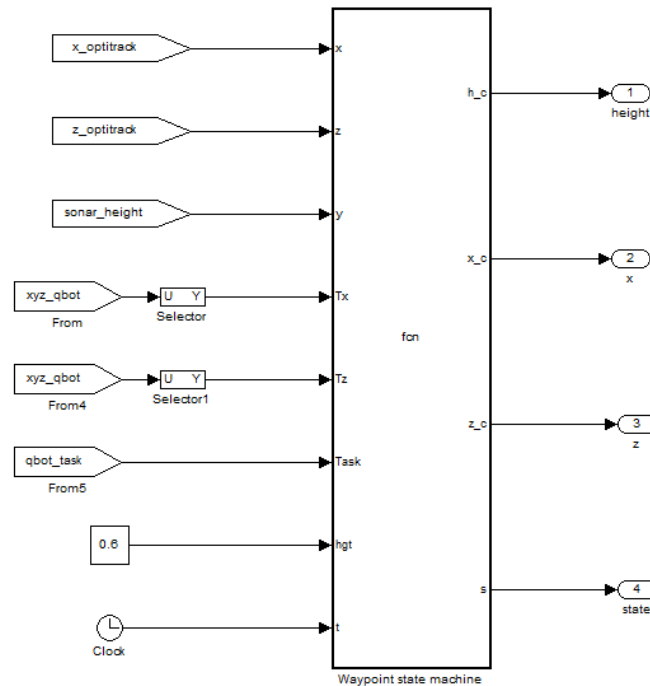 x_optitrack
x
h_c
1
height
z_optitrack
z
sonar_height
y
x_c
2
x
xyz_qbot
U Y
Tx
From
Selector
fcn
xyz_qbot
U Y
Tz
From4
Selector1
z_c
3
z
qbot_task
Task
From5
0.6
hgt
s
4
state
t
Clock
Waypoint state machine